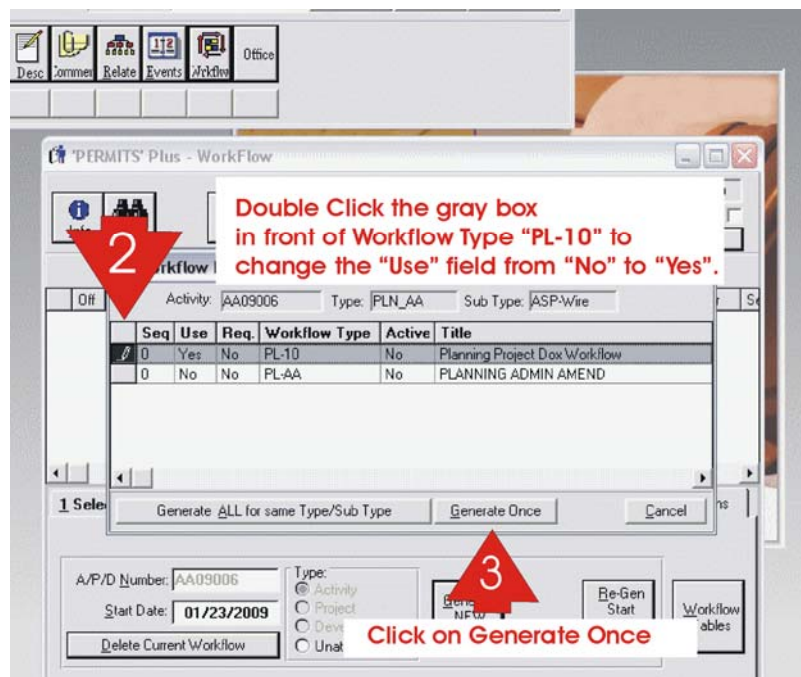 Desc Commen Relate Events Wrkflw Office
'PERMITS' Plus - WorkFlow
Info
Double Click the gray box
in front of Workflow Type "PL-10" to
change the "Use" field from "No" to "Yes".
2
Off
Activity: AA09006 Type: PLN_AA Sub Type: ASP-Wire
Seq Use Req. Workflow Type Active Title
0 Yes No PL-10 No Planning Project Dox Workflow
0 No No PL-AA No PLANNING ADMIN AMEND
1 Sele
Generate ALL for same Type/Sub Type Generate Once Cancel
3
A/P/D Number: AA09006
Start Date: 01/23/2009
Delete Current Workflow
Type:
Activity
Project
Deve
Unat
NEW
Re-Gen
Start
Workflow
ables
Click on Generate Once